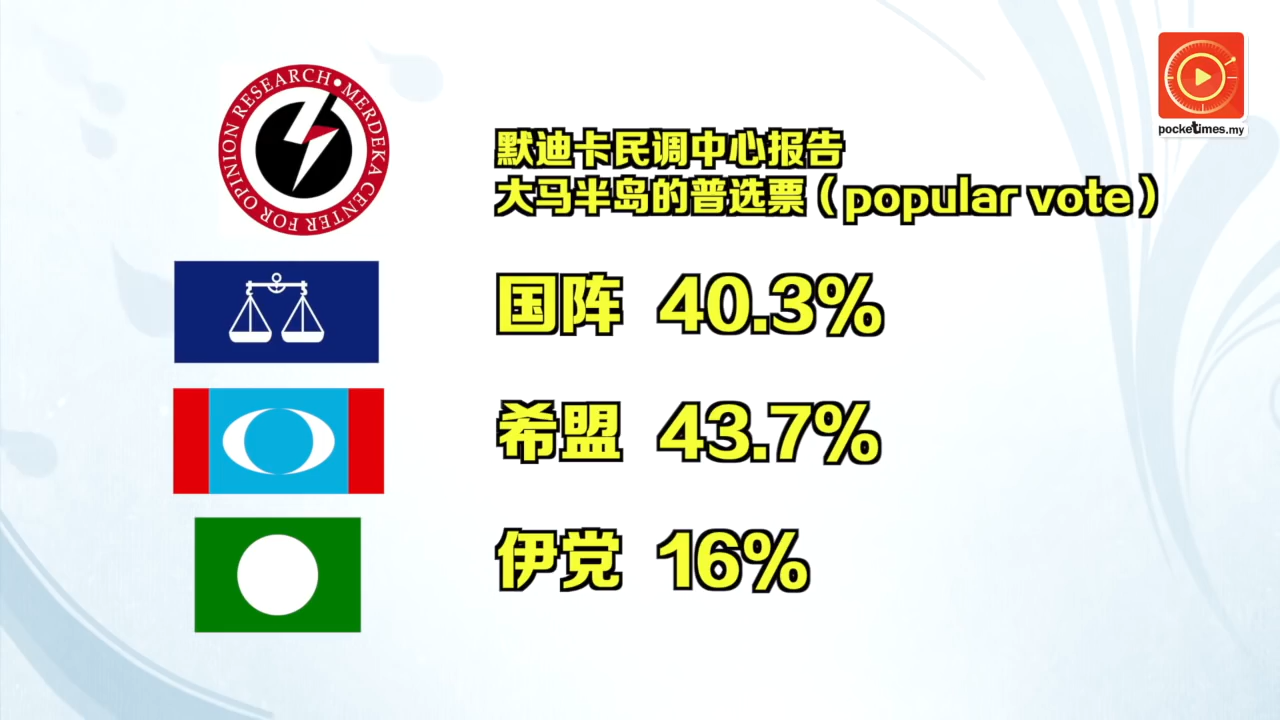 MERDEKA CENTER FOR OPINION RESEARCH
pocketimes.my
默迪卡民调中心报告
大马半岛的普选票（popular vote）
国阵 40.3%
希盟 43.7%
伊党 16%